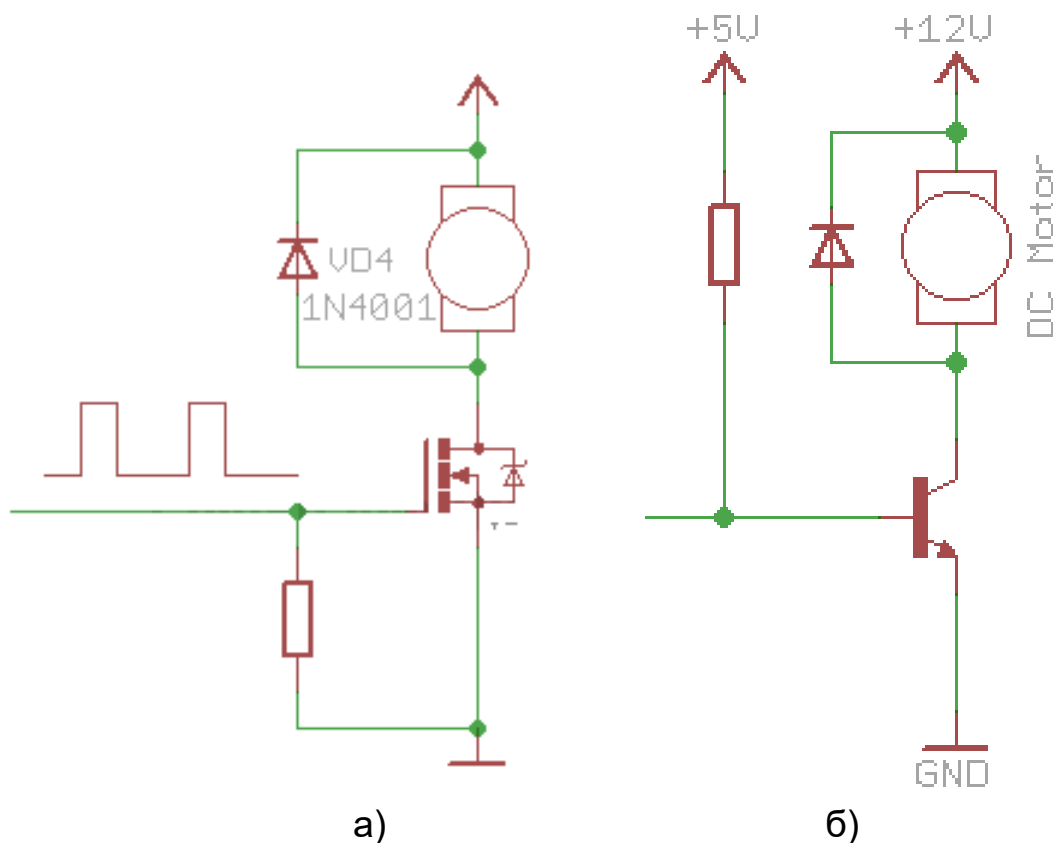 +5V
+12V
VD4
1N4001
DC Motor
GND
а)
б)